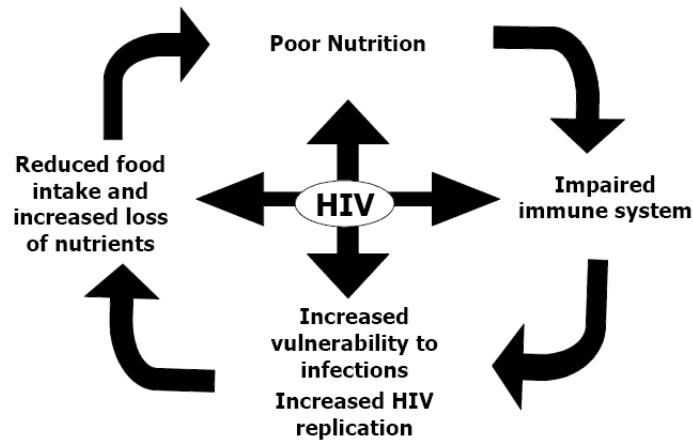 Poor Nutrition
Impaired
immune system
Increased
vulnerability to
infections
Increased HIV
replication
Reduced food
intake and
increased loss
of nutrients
HIV